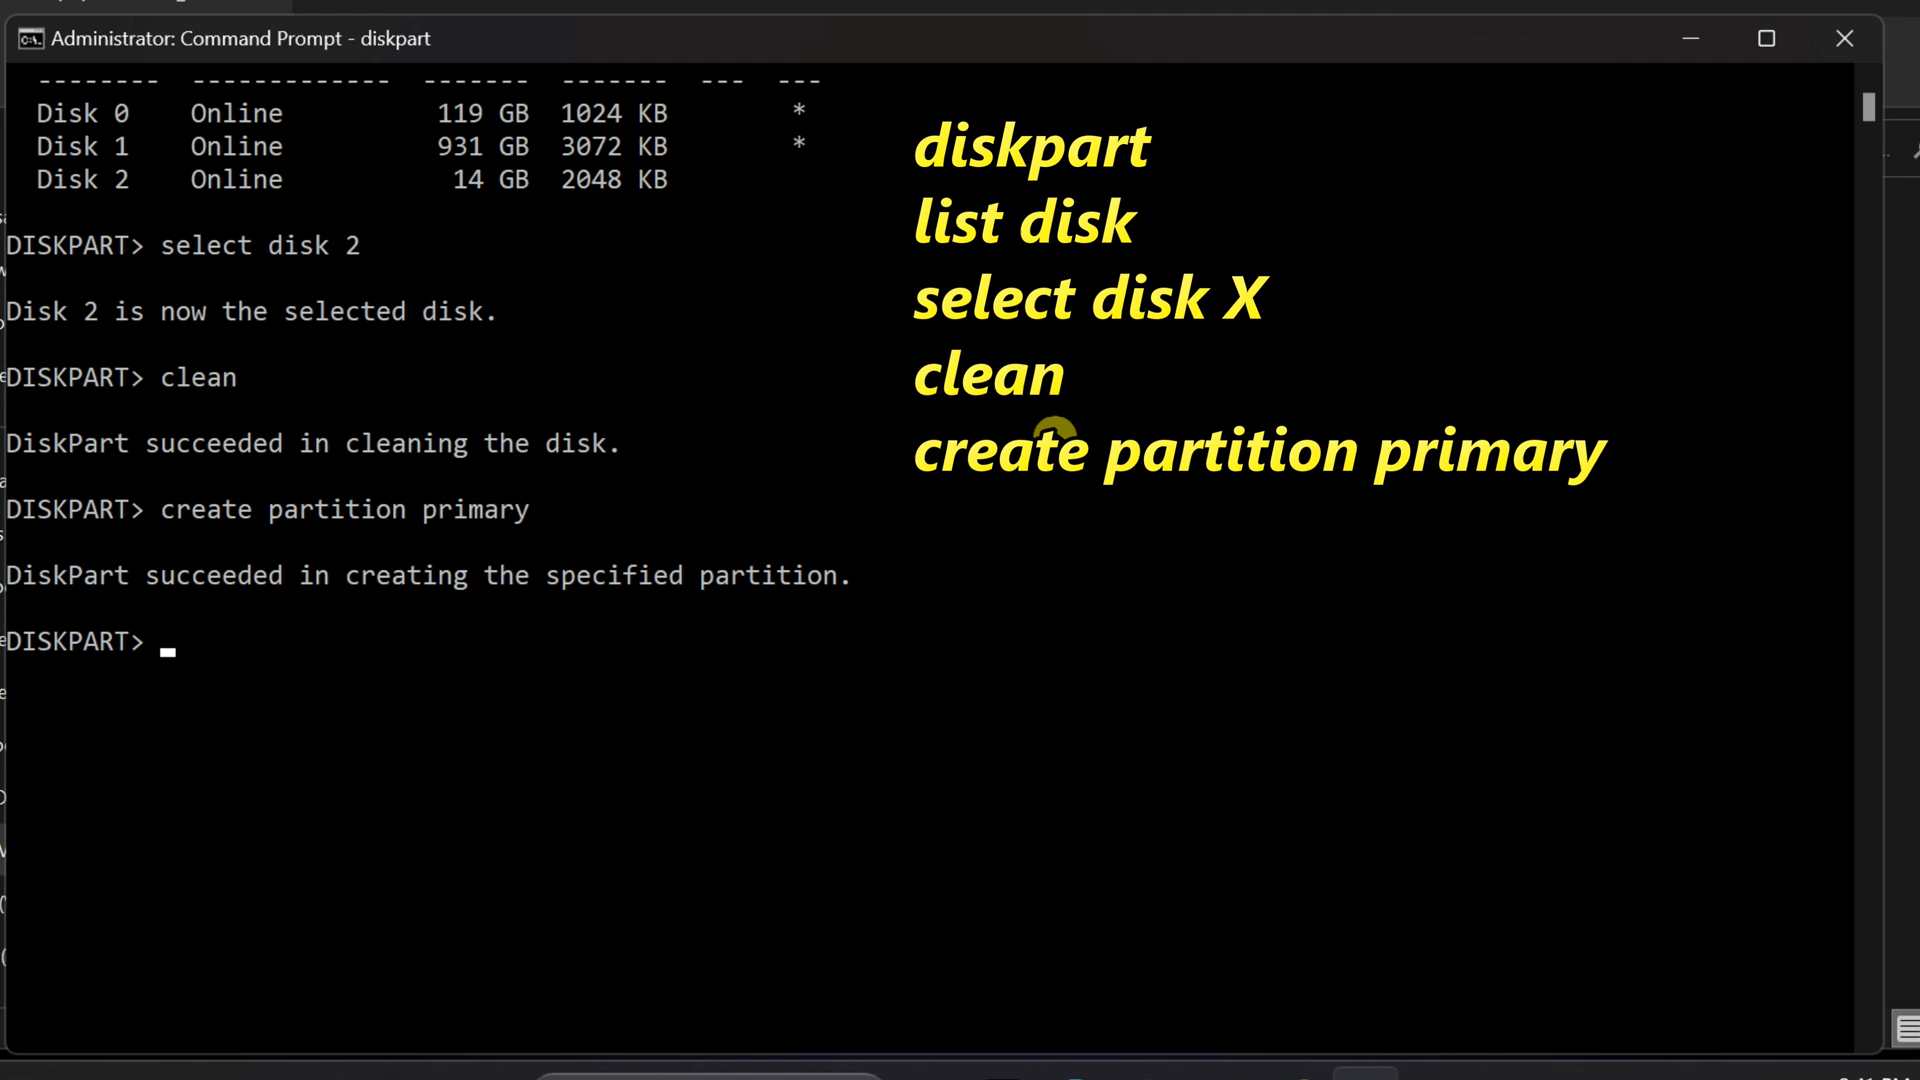 Administrator: Command Prompt - diskpart
-------- ------------- ------- ------- --- ---
Disk 0 Online 119 GB 1024 KB *
Disk 1 Online 931 GB 3072 KB *
Disk 2 Online 14 GB 2048 KB
DISKPART> select disk 2
Disk 2 is now the selected disk.
DISKPART> clean
DiskPart succeeded in cleaning the disk.
DISKPART> create partition primary
DiskPart succeeded in creating the specified partition.
DISKPART>
diskpart
list disk
select disk X
clean
create partition primary